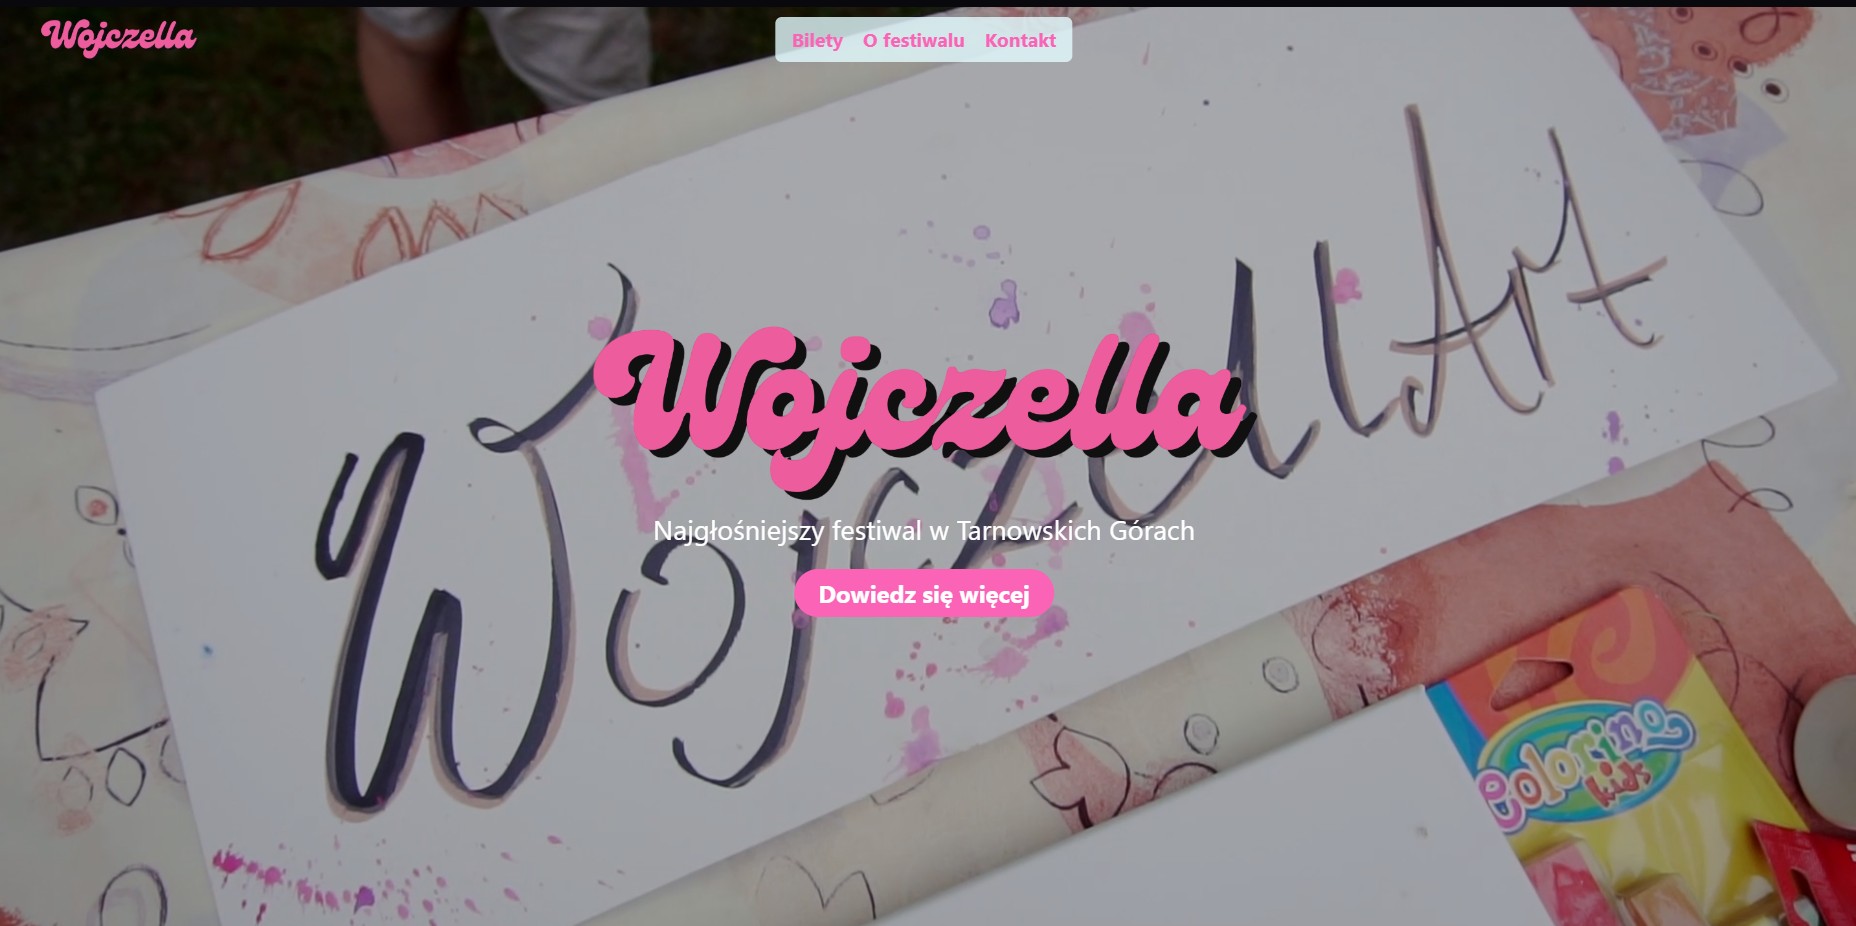 Wojczella
Bilety O festiwalu Kontakt
WojczellArt
Wojczella
Najgłośniejszy festiwal w Tarnowskich Górach
Dowiedz się więcej
Colorino
kids